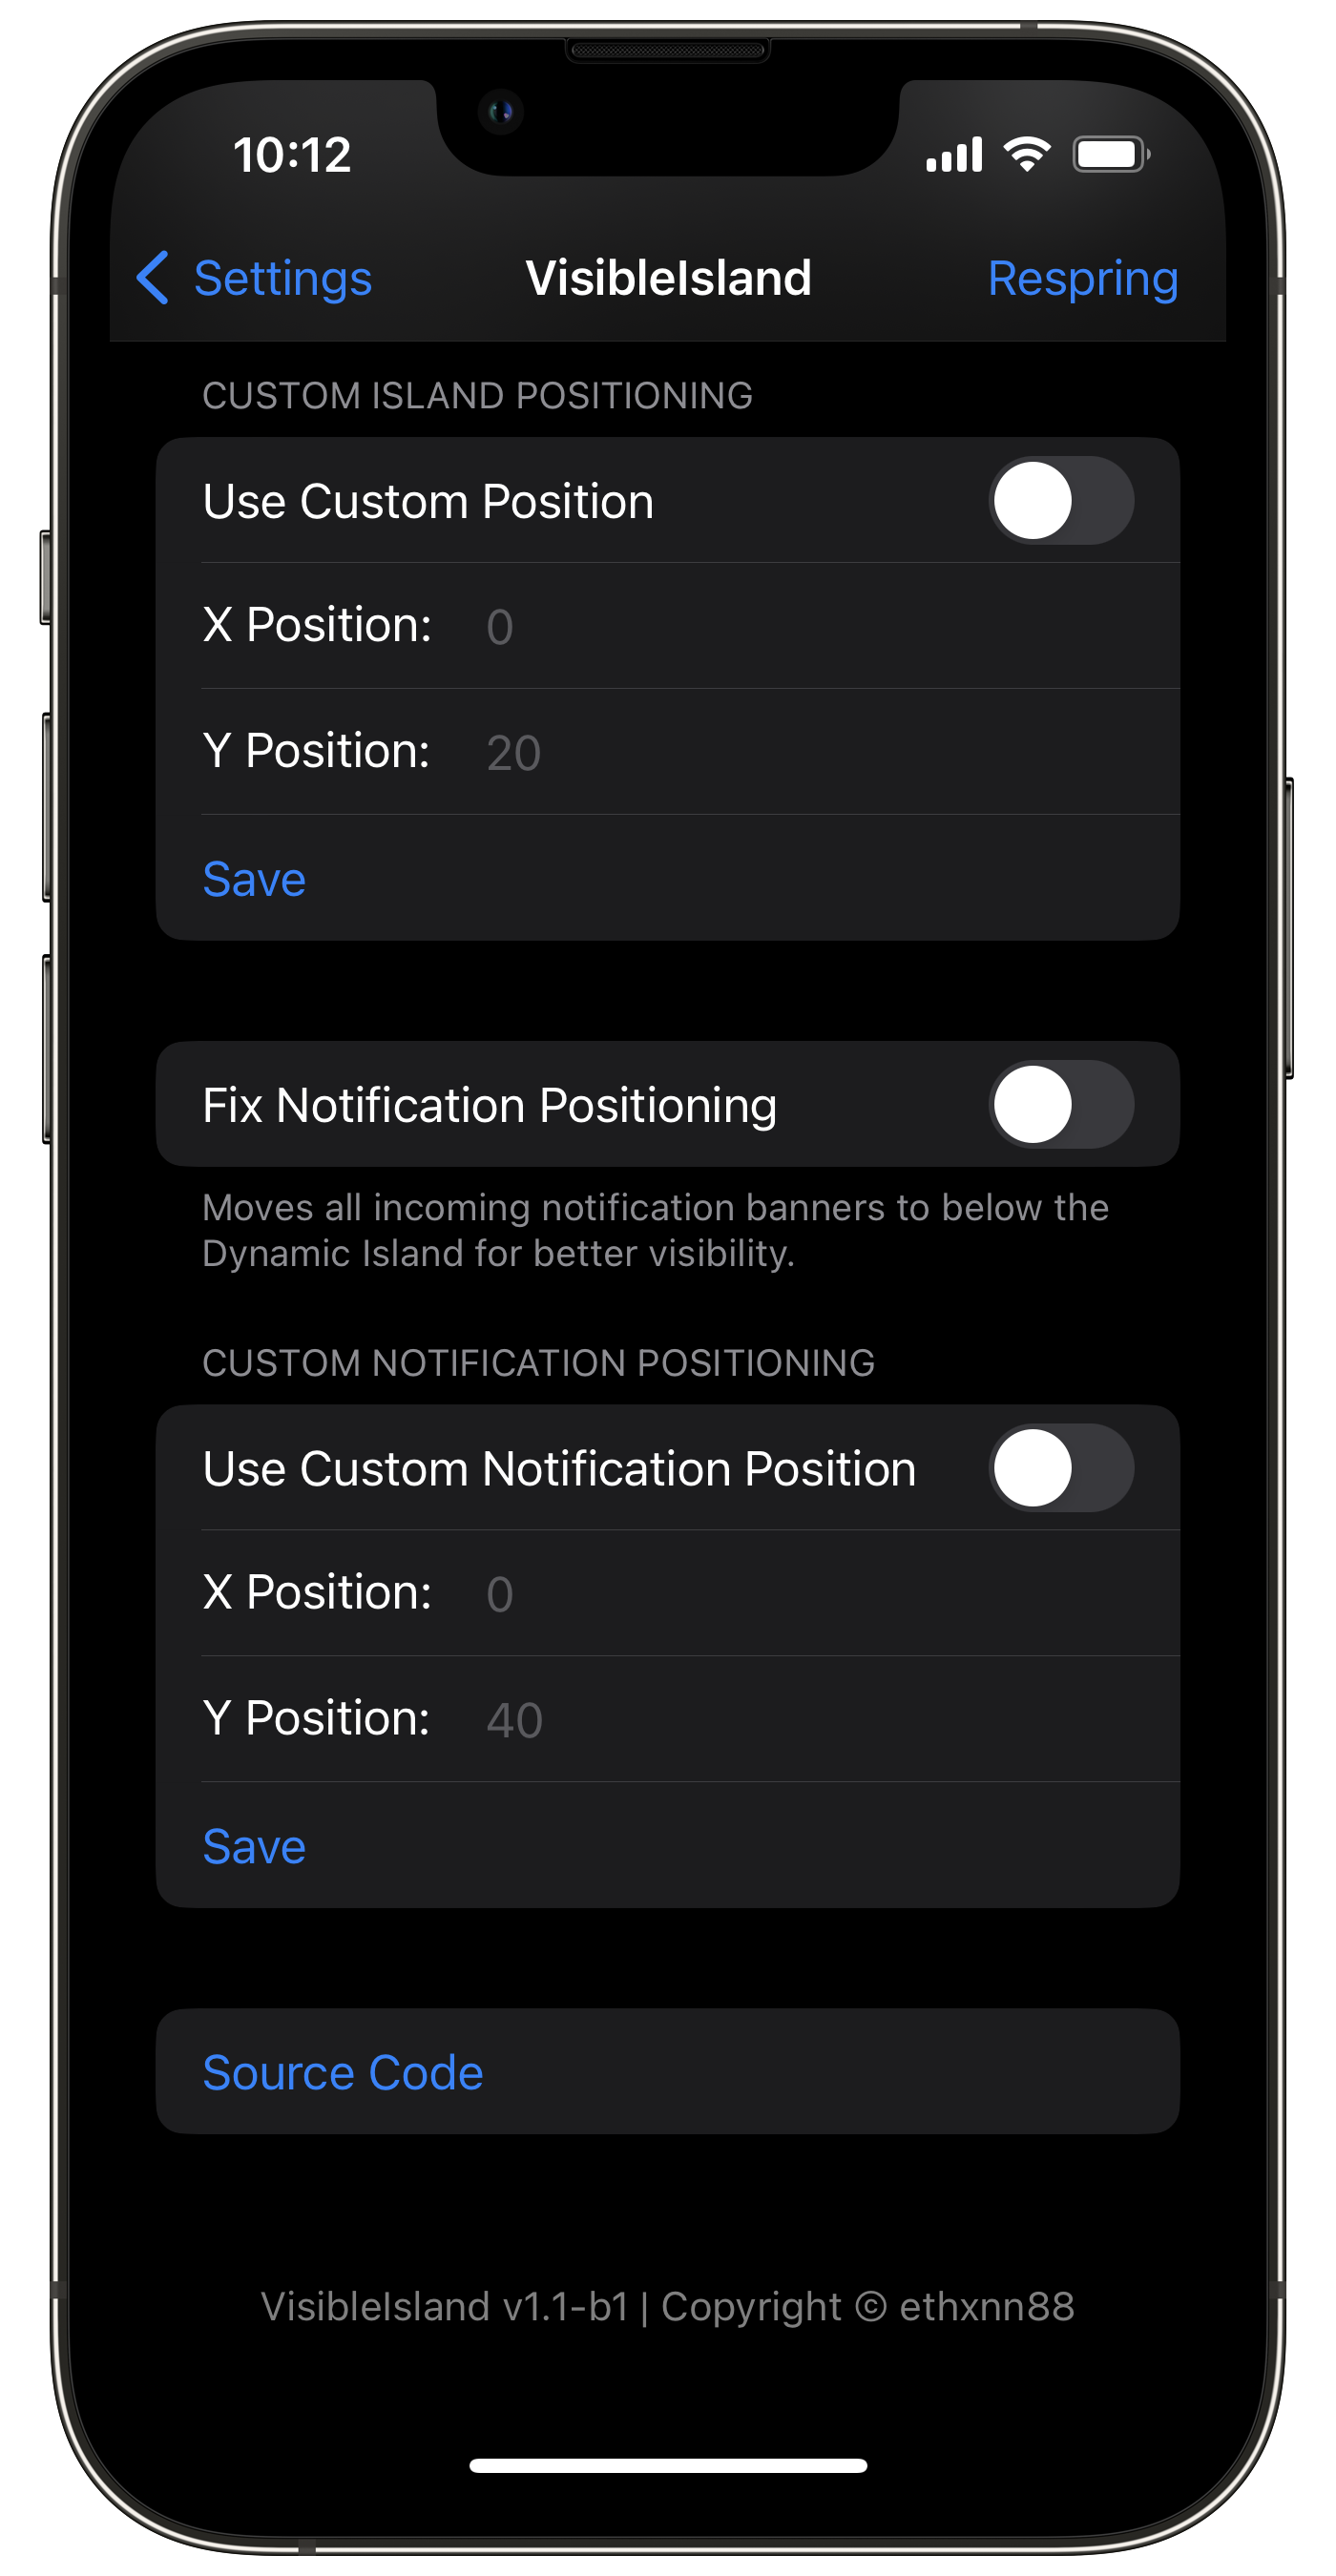 10:12
Settings VisibleIsland Respring
CUSTOM ISLAND POSITIONING
Use Custom Position
X Position: 0
Y Position: 20
Save
Fix Notification Positioning
Moves all incoming notification banners to below the
Dynamic Island for better visibility.
CUSTOM NOTIFICATION POSITIONING
Use Custom Notification Position
X Position: 0
Y Position: 40
Save
Source Code
VisibleIsland v1.1-b1 | Copyright © ethxnn88